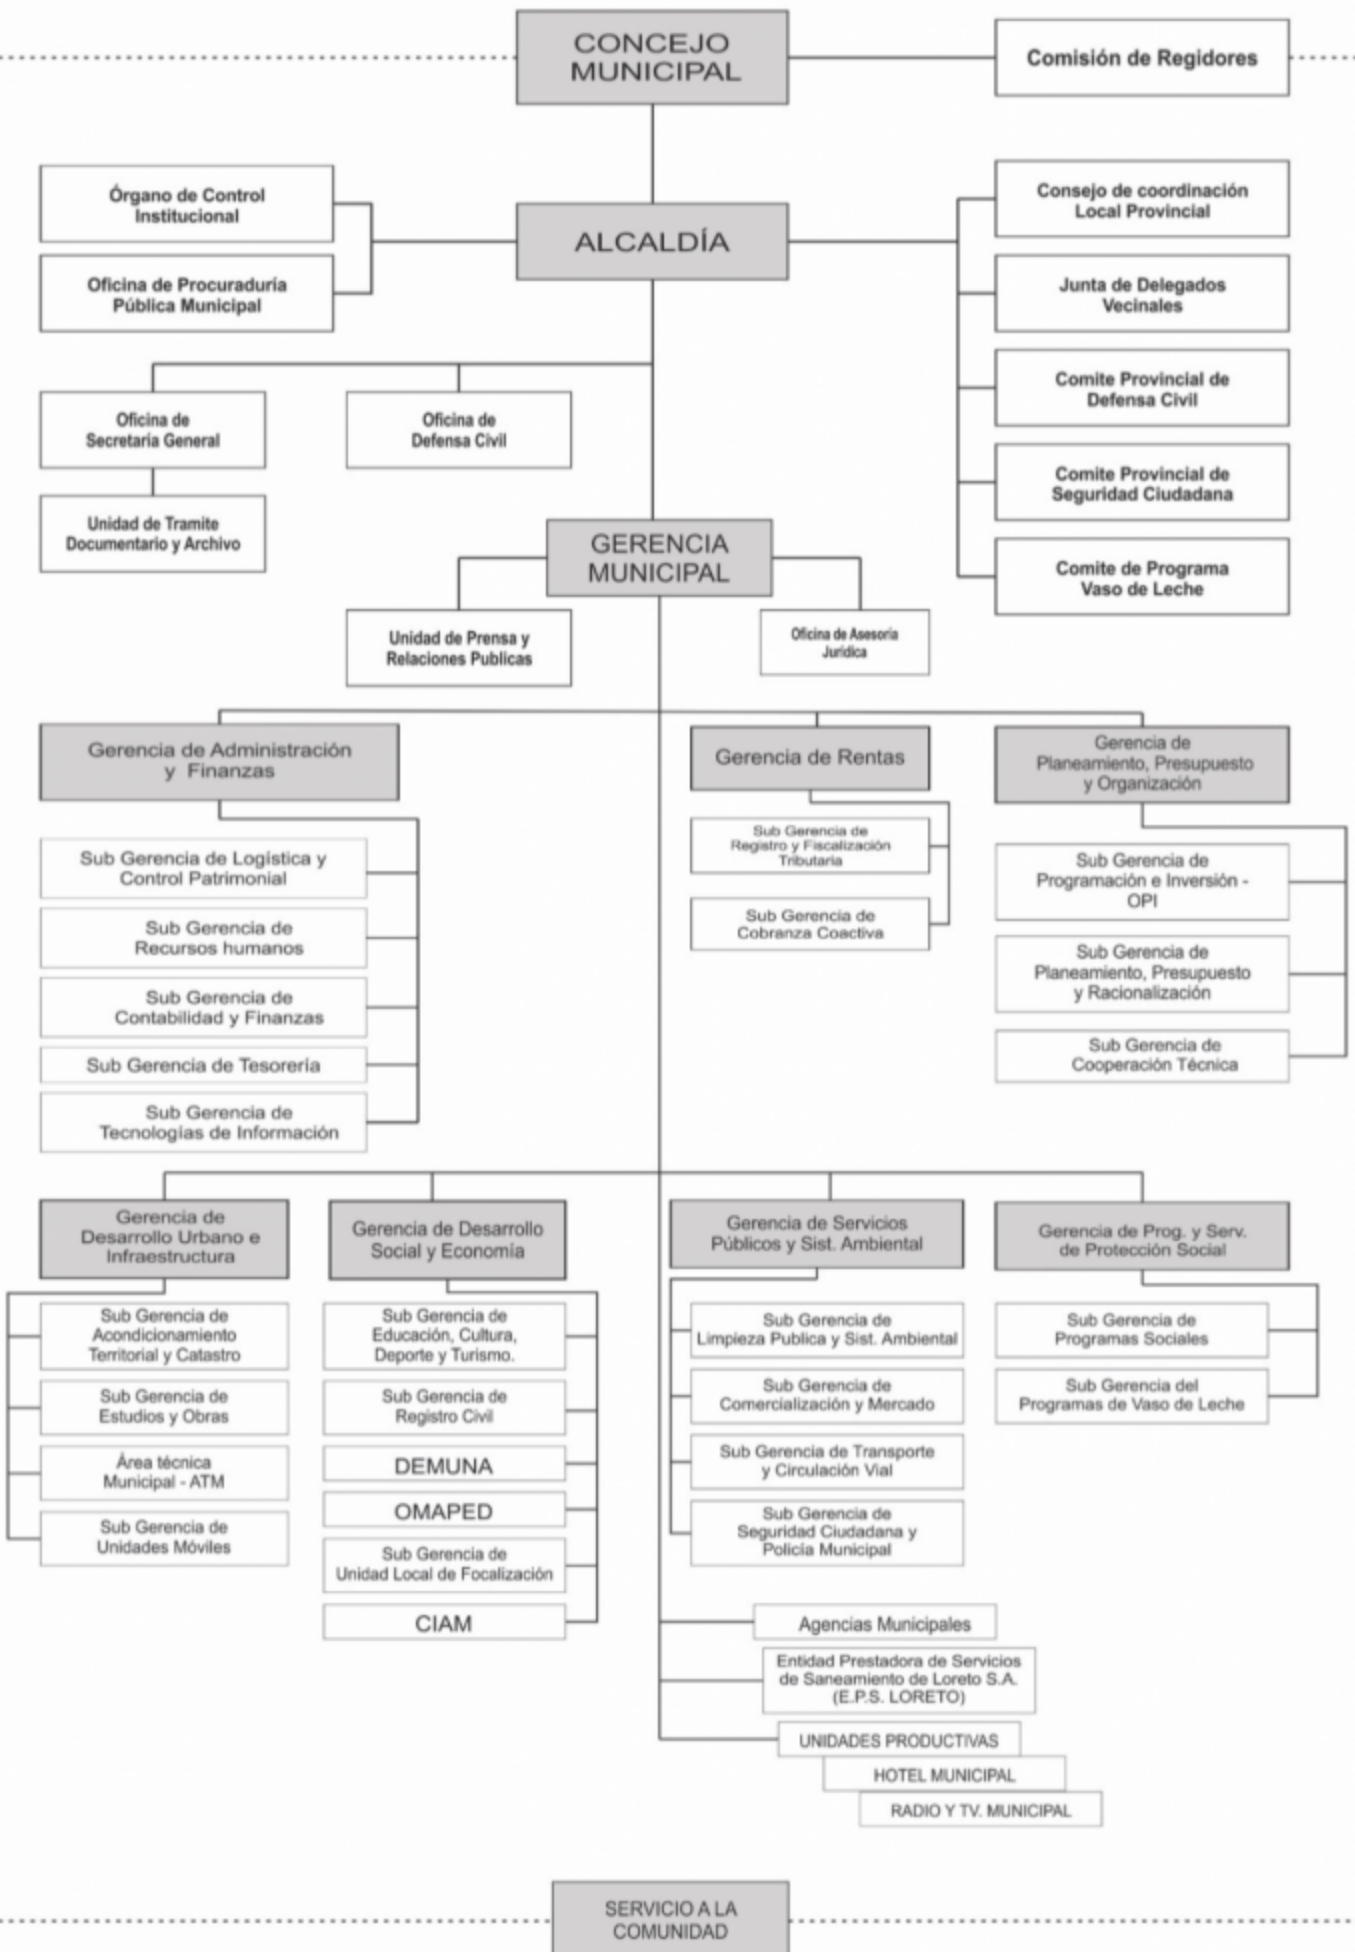 CONCEJO
MUNICIPAL
Comisión de Regidores
Órgano de Control
Institucional
Oficina de Procuraduría
Pública Municipal
ALCALDÍA
Consejo de coordinación
Local Provincial
Junta de Delegados
Vecinales
Comite Provincial de
Defensa Civil
Comite Provincial de
Seguridad Ciudadana
Comite de Programa
Vaso de Leche
Oficina de
Secretaria General
Oficina de
Defensa Civil
Unidad de Tramite
Documentario y Archivo
GERENCIA
MUNICIPAL
Unidad de Prensa y
Relaciones Publicas
Oficina de Asesoria
Juridica
Gerencia de Administración
y Finanzas
Sub Gerencia de Logística y
Control Patrimonial
Sub Gerencia de
Recursos humanos
Sub Gerencia de
Contabilidad y Finanzas
Sub Gerencia de Tesorería
Sub Gerencia de
Tecnologías de Información
Gerencia de Rentas
Sub Gerencia de
Registro y Fiscalización
Tributaria
Sub Gerencia de
Cobranza Coactiva
Gerencia de
Planeamiento, Presupuesto
y Organización
Sub Gerencia de
Programación e Inversión -
OPI
Sub Gerencia de
Planeamiento, Presupuesto
y Racionalización
Sub Gerencia de
Cooperación Técnica
Gerencia de
Desarrollo Urbano e
Infraestructura
Sub Gerencia de
Acondicionamiento
Territorial y Catastro
Sub Gerencia de
Estudios y Obras
Área técnica
Municipal - ATM
Sub Gerencia de
Unidades Móviles
Gerencia de Desarrollo
Social y Economía
Sub Gerencia de
Educación, Cultura,
Deporte y Turismo.
Sub Gerencia de
Registro Civil
DEMUNA
OMAPED
Sub Gerencia de
Unidad Local de Focalización
CIAM
Gerencia de Servicios
Públicos y Sist. Ambiental
Sub Gerencia de
Limpieza Publica y Sist. Ambiental
Sub Gerencia de
Comercialización y Mercado
Sub Gerencia de Transporte
y Circulación Vial
Sub Gerencia de
Seguridad Ciudadana y
Policía Municipal
Gerencia de Prog. y Serv.
de Protección Social
Sub Gerencia de
Programas Sociales
Sub Gerencia del
Programas de Vaso de Leche
Agencias Municipales
Entidad Prestadora de Servicios
de Saneamiento de Loreto S.A.
(E.P.S. LORETO)
UNIDADES PRODUCTIVAS
HOTEL MUNICIPAL
RADIO Y TV. MUNICIPAL
SERVICIO A LA
COMUNIDAD